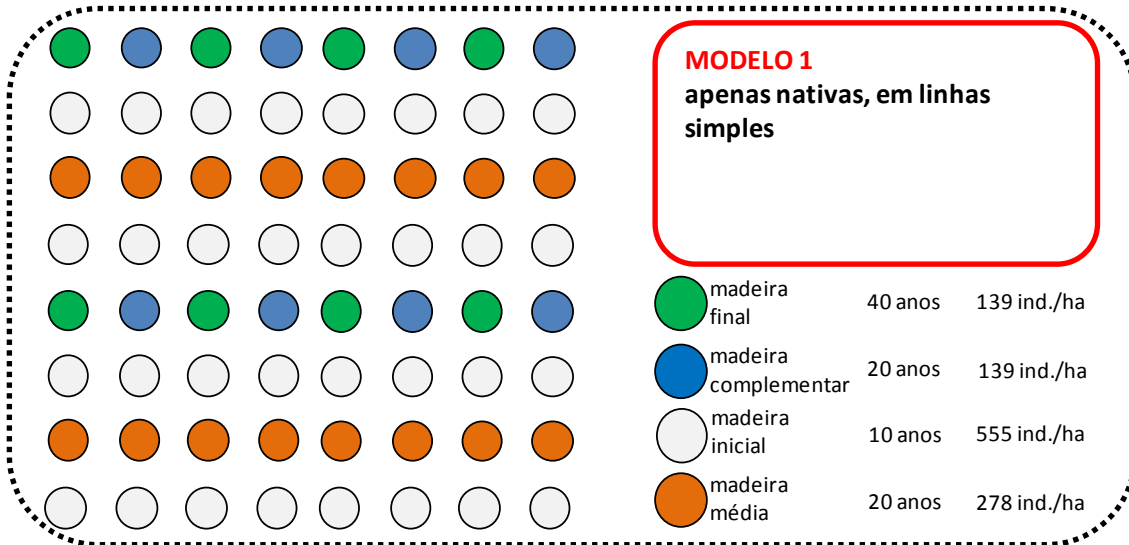 MODELO 1
apenas nativas, em linhas
simples
madeira
final
40 anos
139 ind./ha
madeira
complementar
20 anos
139 ind./ha
madeira
inicial
10 anos
555 ind./ha
madeira
média
20 anos
278 ind./ha